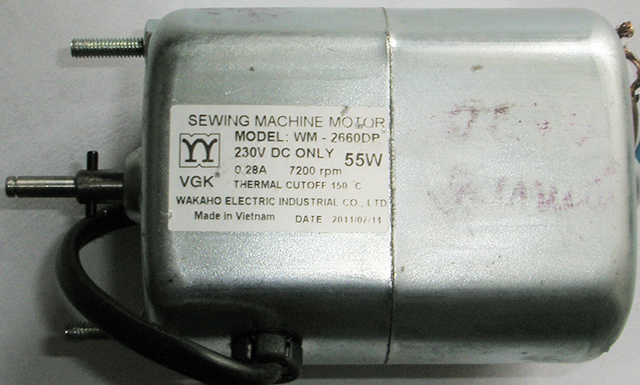 SEWING MACHINE MOTOR
MODEL: WM - 2660DP
230V DC ONLY 55W
0.28A 7200 rpm
VGK® THERMAL CUTOFF 150 °C
WAKAHO ELECTRIC INDUSTRIAL CO., LTD
Made in Vietnam DATE 2011/07/14